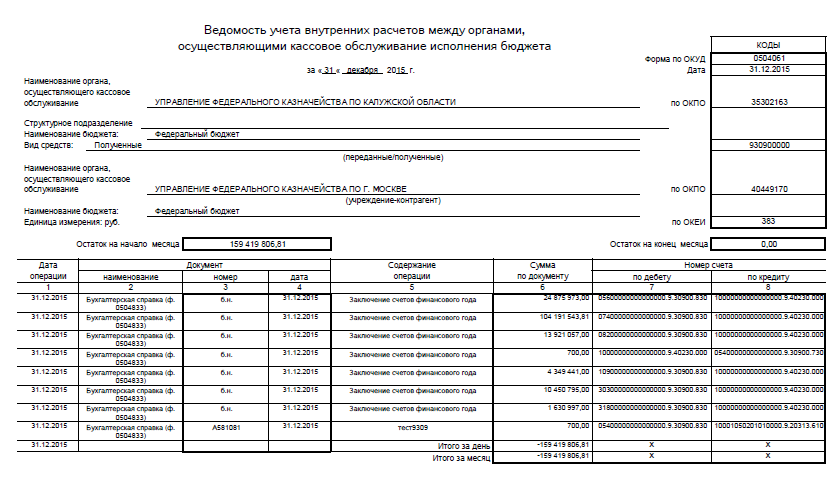 Ведомость учета внутренних расчетов между органами,
осуществляющими кассовое обслуживание исполнения бюджета
КОДЫ
Форма по ОКУД 0504061
за « 31 « декабря 2015 г. Дата 31.12.2015
Наименование органа,
осуществляющего кассовое
обслуживание УПРАВЛЕНИЕ ФЕДЕРАЛЬНОГО КАЗНАЧЕЙСТВА ПО КАЛУЖСКОЙ ОБЛАСТИ по ОКПО 35302163
Структурное подразделение
Наименование бюджета: Федеральный бюджет
Вид средств: Полученные 930900000
(переданные/полученные)
Наименование органа,
осуществляющего кассовое
обслуживание УПРАВЛЕНИЕ ФЕДЕРАЛЬНОГО КАЗНАЧЕЙСТВА ПО Г. МОСКВЕ по ОКПО 40449170
(учреждение-контрагент)
Наименование бюджета: Федеральный бюджет
Единица измерения: руб. по ОКЕИ 383
Остаток на начало месяца 159 419 806,81 Остаток на конец месяца 0,00
Дата операции Документ Содержание операции Сумма по документу Номер счета
наименование номер дата по дебету по кредиту
1 2 3 4 5 6 7 8
31.12.2015 Бухгалтерская справка (ф. 0504833) б.н. 31.12.2015 Заключение счетов финансового года 24 875 973,00 05600000000000000.9.30900.830 10000000000000000.9.40230.000
31.12.2015 Бухгалтерская справка (ф. 0504833) б.н. 31.12.2015 Заключение счетов финансового года 104 191 543,81 07400000000000000.9.30900.830 10000000000000000.9.40230.000
31.12.2015 Бухгалтерская справка (ф. 0504833) б.н. 31.12.2015 Заключение счетов финансового года 13 921 057,00 08200000000000000.9.30900.830 10000000000000000.9.40230.000
31.12.2015 Бухгалтерская справка (ф. 0504833) б.н. 31.12.2015 Заключение счетов финансового года 700,00 10000000000000000.9.40230.000 05400000000000000.9.30900.730
31.12.2015 Бухгалтерская справка (ф. 0504833) б.н. 31.12.2015 Заключение счетов финансового года 4 349 441,00 10900000000000000.9.30900.830 10000000000000000.9.40230.000
31.12.2015 Бухгалтерская справка (ф. 0504833) б.н. 31.12.2015 Заключение счетов финансового года 10 450 795,00 30300000000000000.9.30900.830 10000000000000000.9.40230.000
31.12.2015 Бухгалтерская справка (ф. 0504833) б.н. 31.12.2015 Заключение счетов финансового года 1 630 997,00 31800000000000000.9.30900.830 10000000000000000.9.40230.000
31.12.2015 Бухгалтерская справка (ф. 0504833) А581081 31.12.2015 тест9309 700,00 05400000000000000.9.30900.830 10001050201010000.9.20313.610
31.12.2015 Итого за день -159 419 806,81 X X
Итого за месяц -159 419 806,81 X X